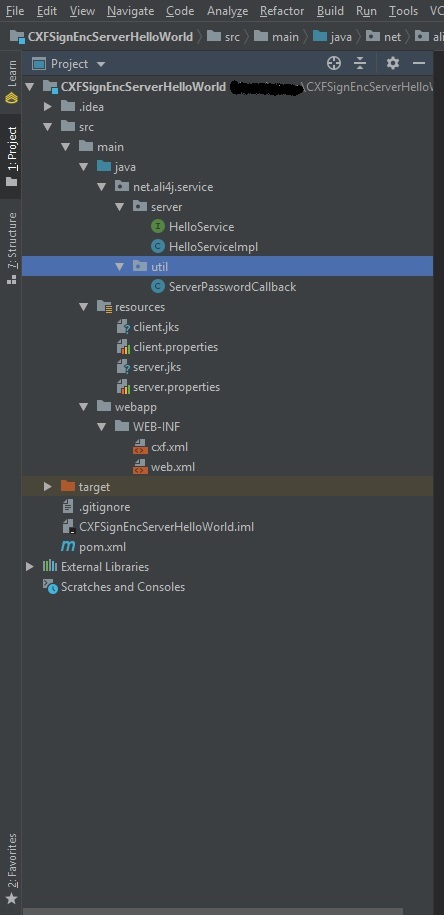 File Edit View Navigate Code Analyze Refactor Build Run Tools VC
CXFSignEncServerHelloWorld src main java net ali
Project
CXFSignEncServerHelloWorld \CXFSignEncServerHelloW
.idea
src
main
java
net.ali4j.service
server
HelloService
HelloServiceImpl
util
ServerPasswordCallback
resources
client.jks
client.properties
server.jks
server.properties
webapp
WEB-INF
cxf.xml
web.xml
target
.gitignore
CXFSignEncServerHelloWorld.iml
pom.xml
External Libraries
Scratches and Consoles
Learn
1: Project
7: Structure
2: Favorites